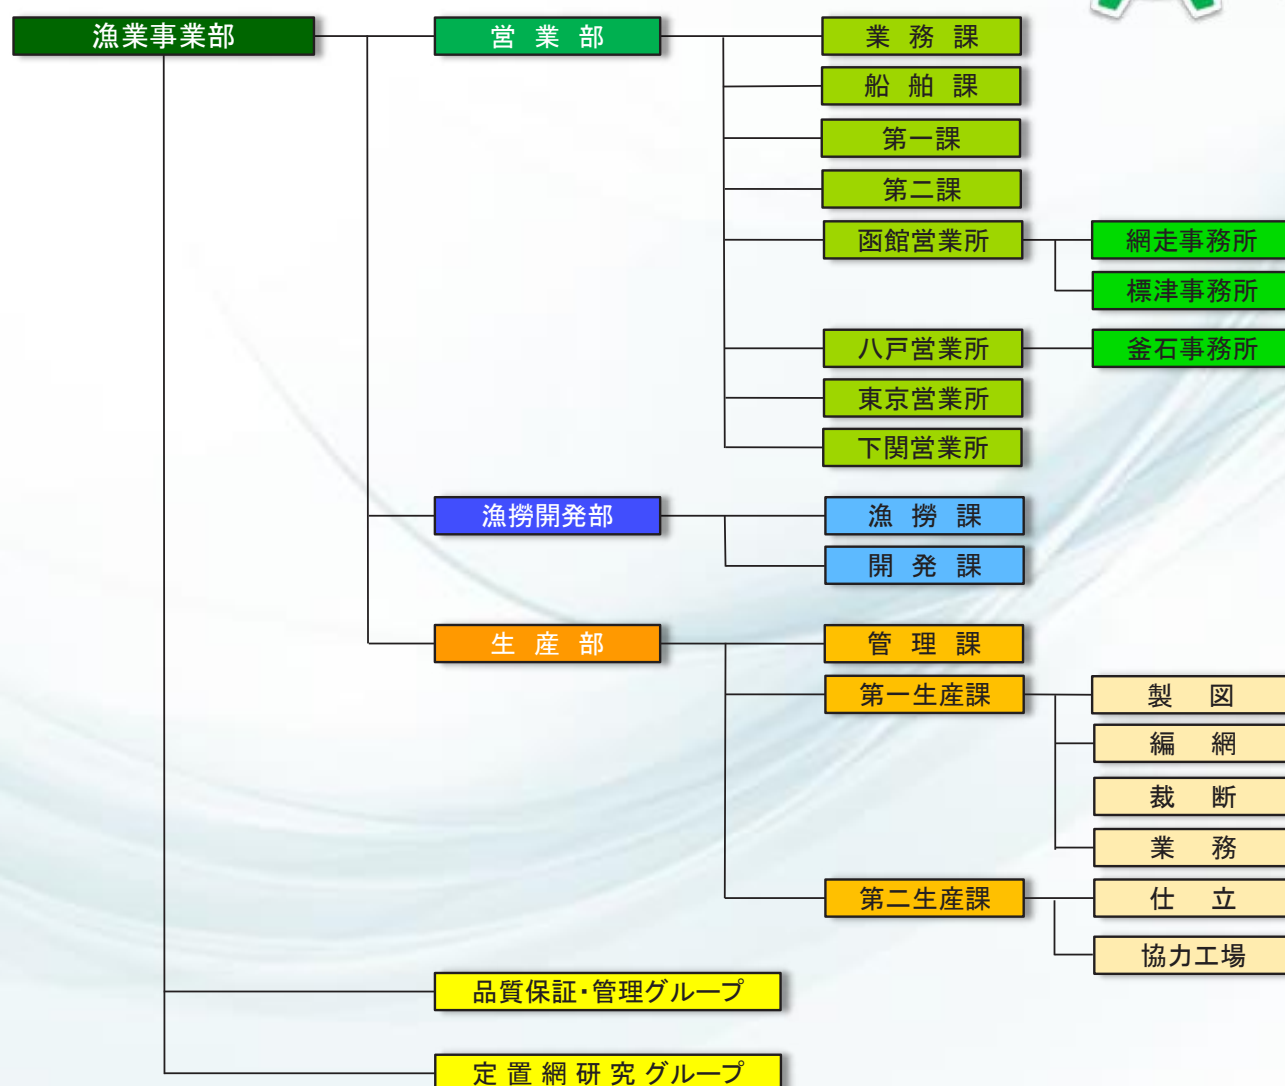 漁業事業部
営業部
業務課
船舶課
第一課
第二課
函館営業所
網走事務所
標津事務所
八戸営業所
釜石事務所
東京営業所
下関営業所
漁撈開発部
漁撈課
開発課
生産部
管理課
第一生産課
製図
編網
裁断
業務
第二生産課
仕立
協力工場
品質保証・管理グループ
定置網研究グループ